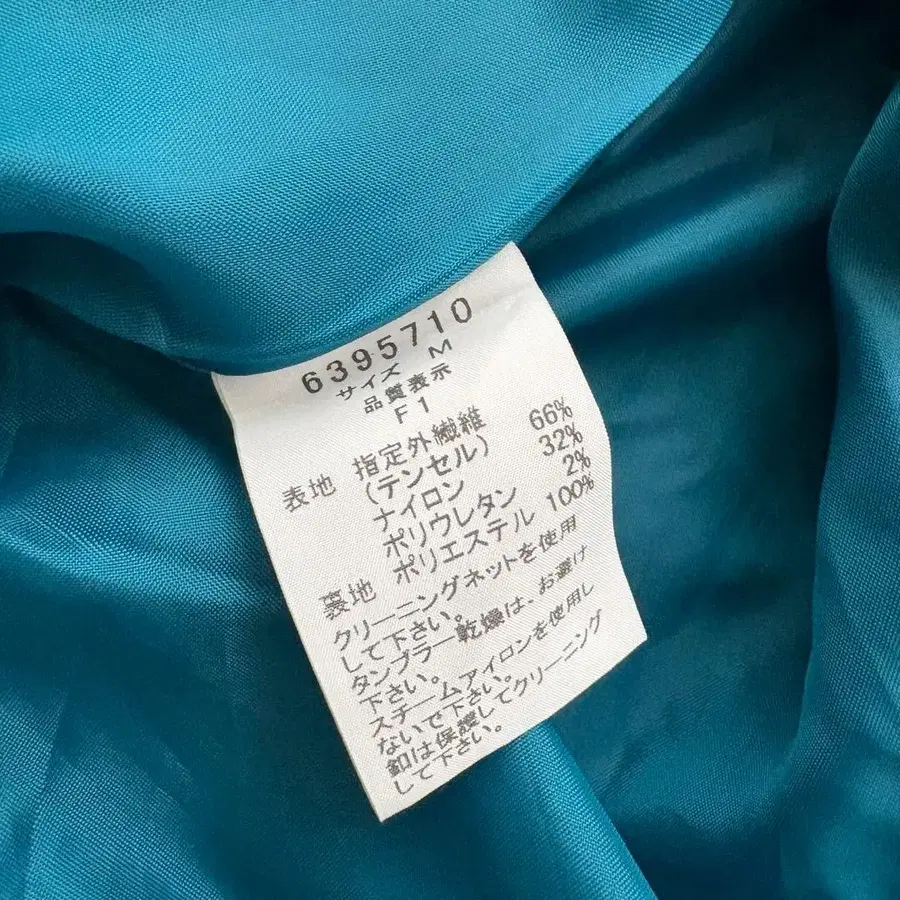 6395710
サイズ M
品質表示
F1
表地 指定外繊維 66%
(テンセル)
ナイロン 32%
ポリウレタン 2%
裏地 ポリエステル 100%
クリーニングネットを使用
して下さい。
タンブラー乾燥は、お避け
下さい。
スチームアイロンを使用し
ないで下さい。
釦は保護してクリーニング
して下さい。